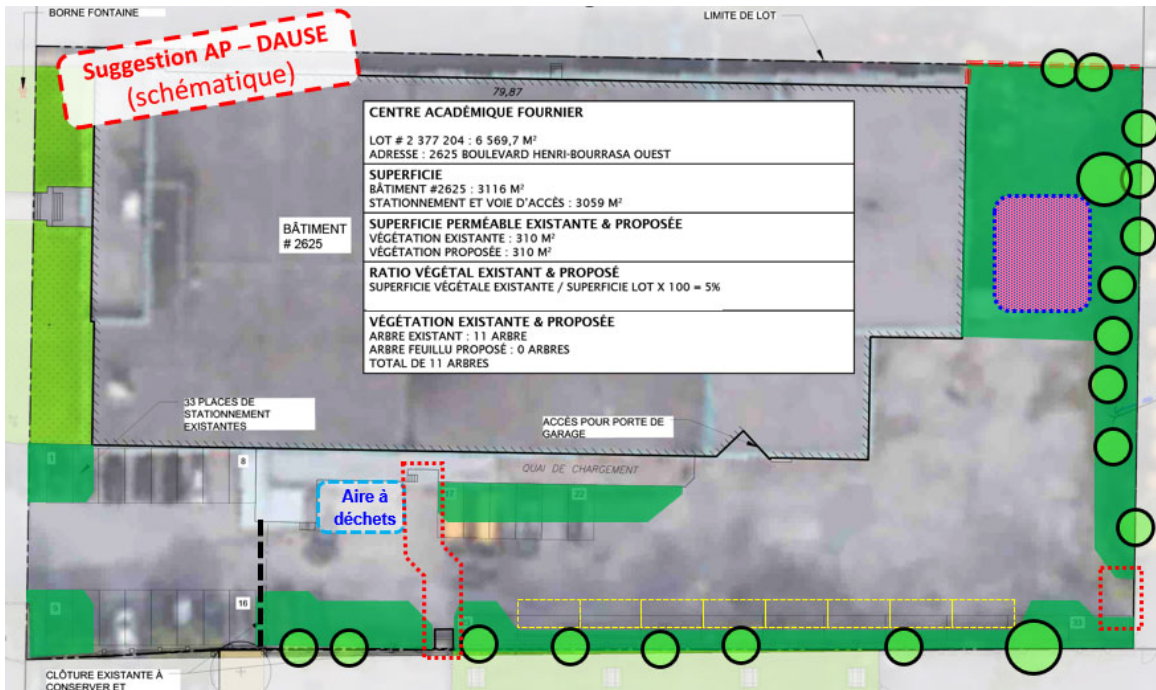 BORNE FONTAINE
LIMITE DE LOT
Suggestion AP – DAUSE
(schématique)
79,87
CENTRE ACADÉMIQUE FOURNIER
LOT # 2 377 204 : 6 569,7 M²
ADRESSE : 2625 BOULEVARD HENRI-BOURRASA OUEST
SUPERFICIE
BÂTIMENT #2625 : 3116 M²
STATIONNEMENT ET VOIE D'ACCÈS : 3059 M²
SUPERFICIE PERMÉABLE EXISTANTE & PROPOSÉE
VÉGÉTATION EXISTANTE : 310 M²
VÉGÉTATION PROPOSÉE : 310 M²
RATIO VÉGÉTAL EXISTANT & PROPOSÉ
SUPERFICIE VÉGÉTALE EXISTANTE / SUPERFICIE LOT X 100 = 5%
VÉGÉTATION EXISTANTE & PROPOSÉE
ARBRE EXISTANT : 11 ARBRE
ARBRE FEUILLU PROPOSÉ : 0 ARBRES
TOTAL DE 11 ARBRES
BÂTIMENT
# 2625
33 PLACES DE
STATIONNEMENT
EXISTANTES
ACCÈS POUR PORTE DE
GARAGE
1
8
QUAI DE CHARGEMENT
Aire à
déchets
17
22
9
16
33
CLÔTURE EXISTANTE À
CONSERVER ET